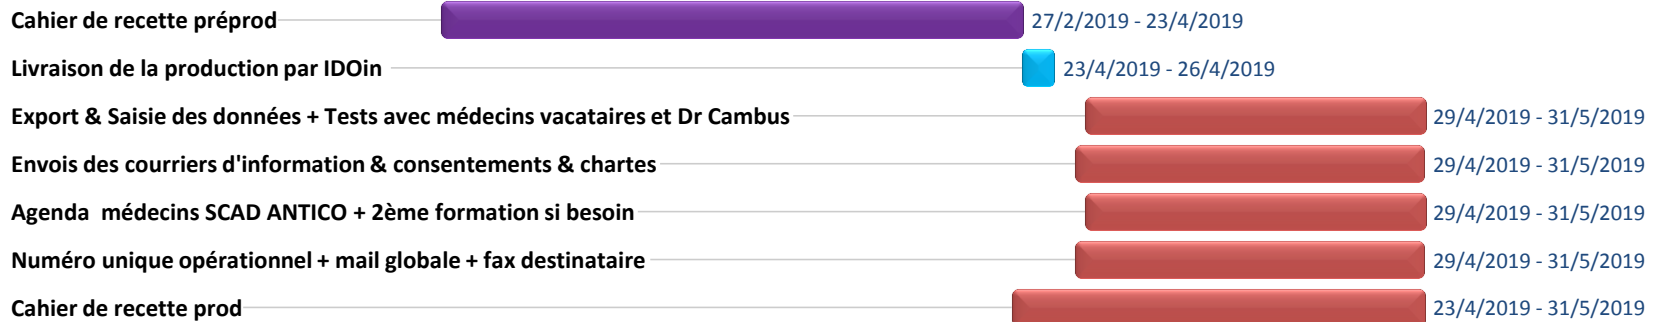 Cahier de recette préprod 27/2/2019 - 23/4/2019
Livraison de la production par IDOin 23/4/2019 - 26/4/2019
Export & Saisie des données + Tests avec médecins vacataires et Dr Cambus 29/4/2019 - 31/5/2019
Envois des courriers d'information & consentements & chartes 29/4/2019 - 31/5/2019
Agenda médecins SCAD ANTICO + 2ème formation si besoin 29/4/2019 - 31/5/2019
Numéro unique opérationnel + mail globale + fax destinataire 29/4/2019 - 31/5/2019
Cahier de recette prod 23/4/2019 - 31/5/2019